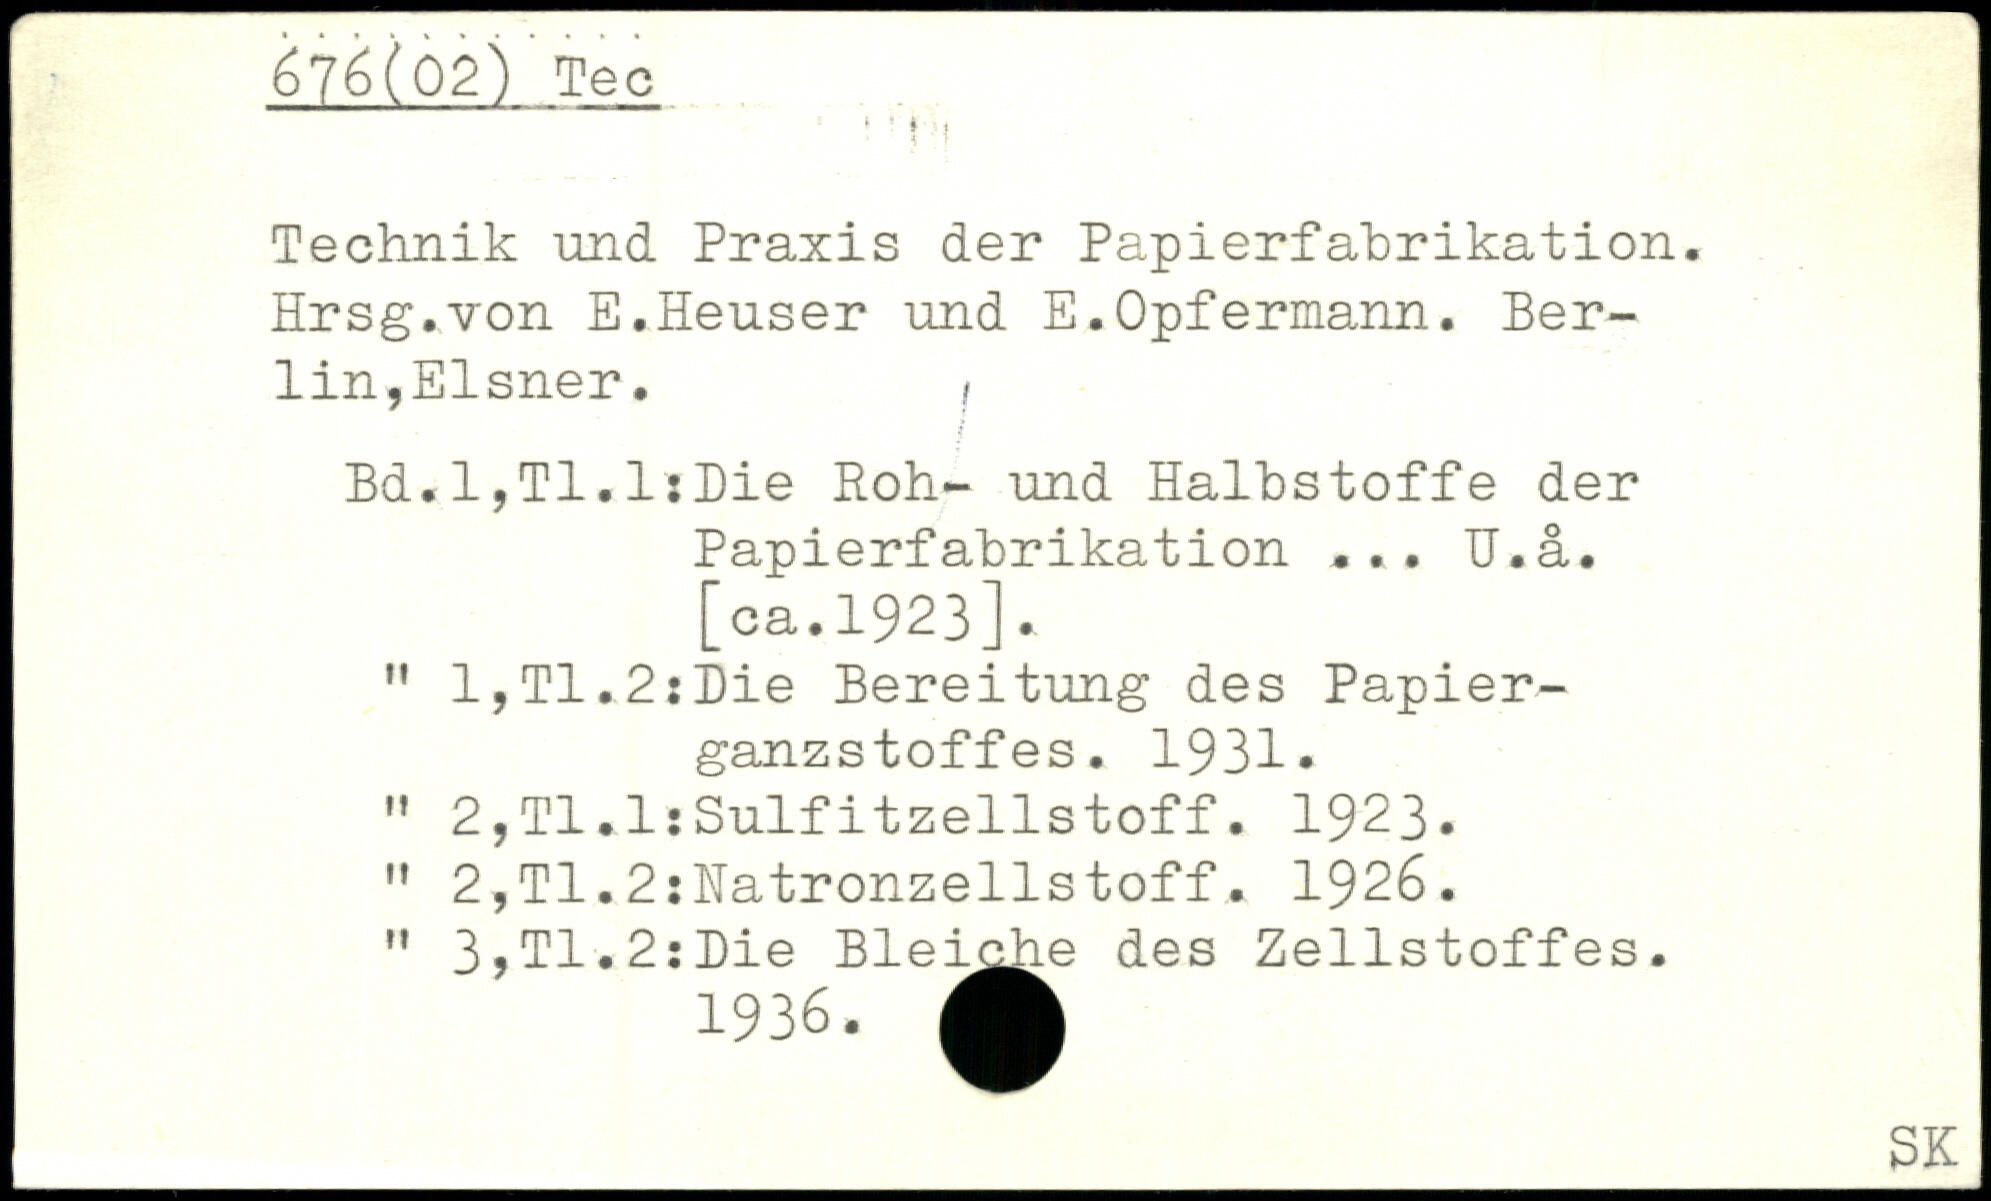 676(02) Tec
Technik und Praxis der Papierfabrikation.
Hrsg.von E.Heuser und E.Opfermann. Ber-
lin,Elsner.
Bd.1,Tl.1:Die Roh- und Halbstoffe der
Papierfabrikation ... U.å.
[ca.1923].
" 1,Tl.2:Die Bereitung des Papier-
ganzstoffes. 1931.
" 2,Tl.1:Sulfitzellstoff. 1923.
" 2,Tl.2:Natronzellstoff. 1926.
" 3,Tl.2:Die Bleiche des Zellstoffes.
1936.
SK